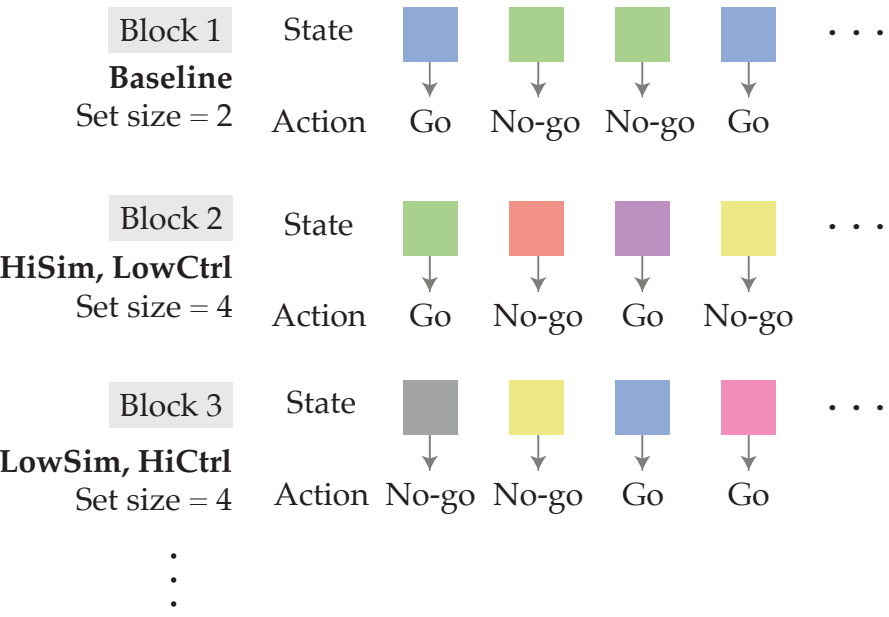 Block 1 State . . .
Baseline
Set size = 2 Action Go No-go No-go Go
Block 2 State . . .
HiSim, LowCtrl
Set size = 4 Action Go No-go Go No-go
Block 3 State . . .
LowSim, HiCtrl
Set size = 4 Action No-go No-go Go Go
.
.
.